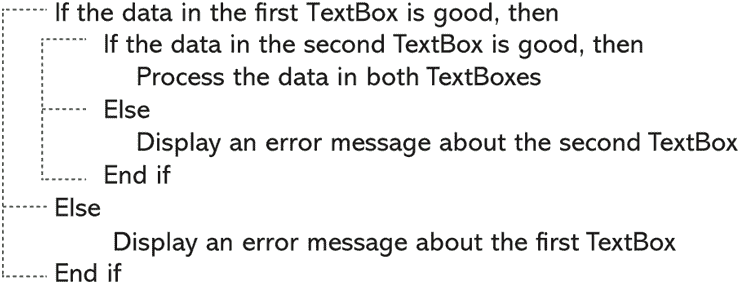 If the data in the first TextBox is good, then
If the data in the second TextBox is good, then
Process the data in both TextBoxes
Else
Display an error message about the second TextBox
End if
Else
Display an error message about the first TextBox
End if